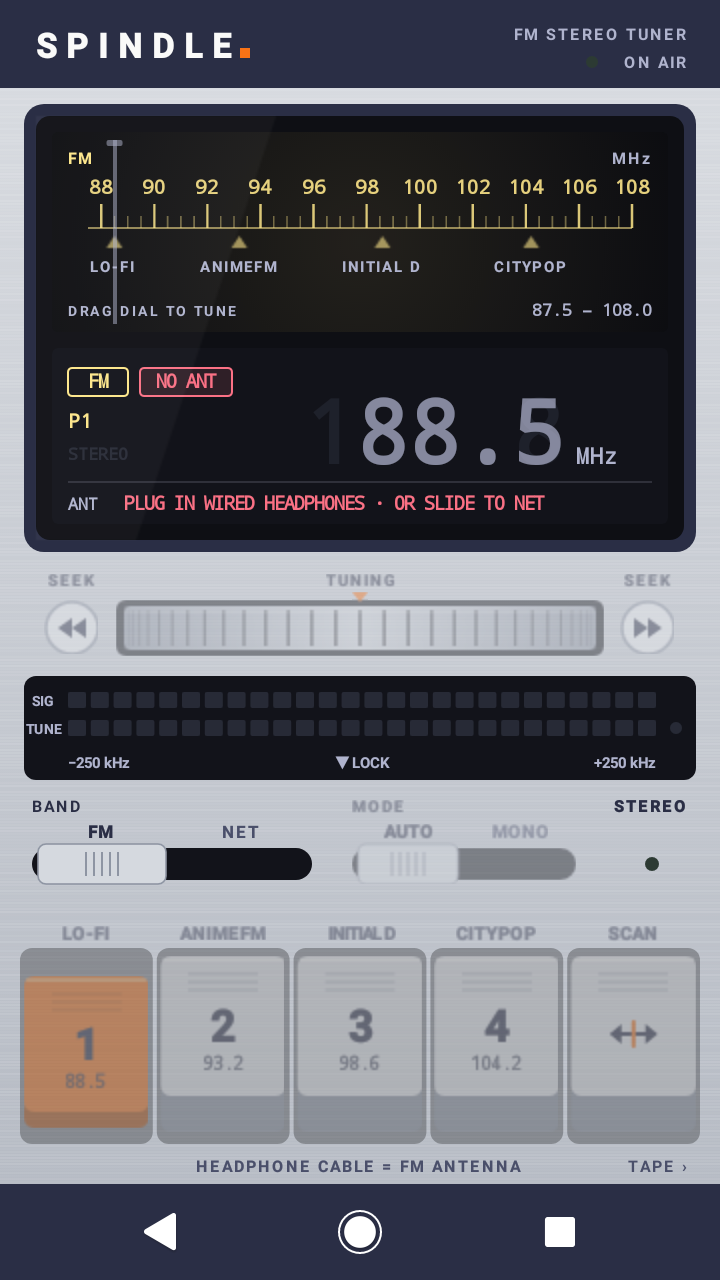 SPINDLE.
FM STEREO TUNER
ON AIR
FM MHz
88 90 92 94 96 98 100 102 104 106 108
LO-FI ANIMEFM INITIAL D CITYPOP
DRAG DIAL TO TUNE 87.5 – 108.0
FM NO ANT
P1
STEREO
188.5 MHz
ANT PLUG IN WIRED HEADPHONES · OR SLIDE TO NET
SEEK TUNING SEEK
SIG
TUNE
−250 kHz ▼LOCK +250 kHz
BAND MODE STEREO
FM NET AUTO MONO
LO-FI ANIMEFM INITIAL D CITYPOP SCAN
1 2 3 4
88.5 93.2 98.6 104.2
HEADPHONE CABLE = FM ANTENNA TAPE ›